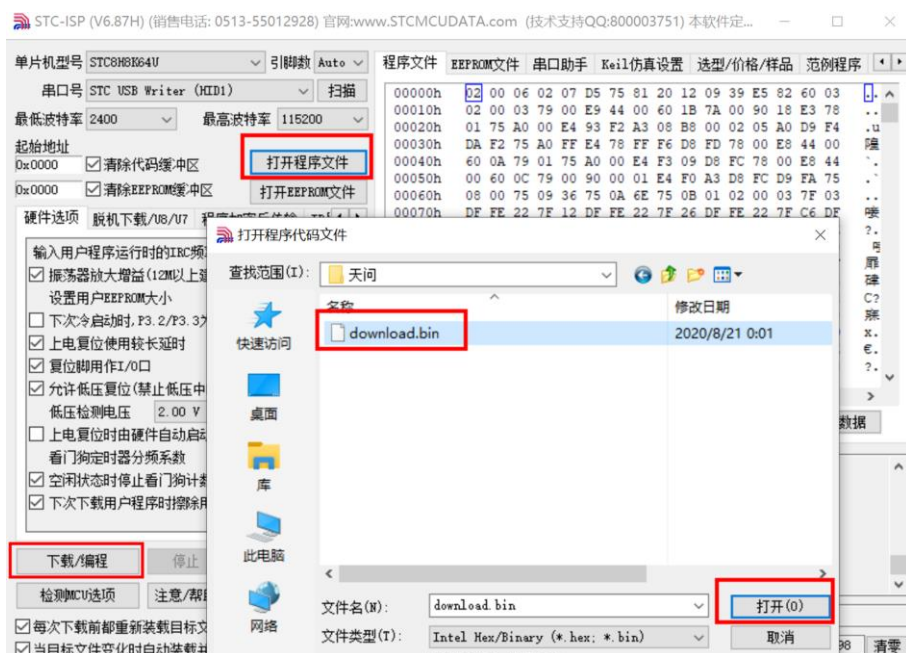 STC-ISP (V6.87H) (销售电话: 0513-55012928) 官网:www.STCMCUDATA.com (技术支持QQ:800003751) 本软件定...
单片机型号 STC8H8K64U 引脚数 Auto
串口号 STC USB Writer (HID1) 扫描
最低波特率 2400 最高波特率 115200
起始地址
0x0000 清除代码缓冲区 打开程序文件
0x0000 清除EEPROM缓冲区 打开EEPROM文件
硬件选项 脱机下载/U8/U7
输入用户程序运行时的IRC频
振荡器放大增益(12M以上建
设置用户EEPROM大小
下次冷启动时,P3.2/P3.3为
上电复位使用较长延时
复位脚用作I/O口
允许低压复位(禁止低压中
低压检测电压 2.00 V
上电复位时由硬件自动启动
看门狗定时器分频系数
空闲状态时停止看门狗计数
下次下载用户程序时擦除用
下载/编程 停止
检测MCU选项 注意/帮
每次下载前都重新装载目标文
当目标文件变化时自动装载并
程序文件 EEPROM文件 串口助手 Keil仿真设置 选型/价格/样品 范例程序
00000h 02 00 06 02 07 D5 75 81 20 12 09 39 E5 82 60 03
00010h 02 00 03 79 00 E9 44 00 60 1B 7A 00 90 18 E3 78
00020h 01 75 A0 00 E4 93 F2 A3 08 B8 00 02 05 A0 D9 F4 .u
00030h DA F2 75 A0 FF E4 78 FF F6 D8 FD 78 00 E8 44 00
00040h 60 0A 79 01 75 A0 00 E4 F3 09 D8 FC 78 00 E8 44
00050h 00 60 0C 79 00 90 00 01 E4 F0 A3 D8 FC D9 FA 75
00060h 08 00 75 09 36 75 0A 6E 75 0B 01 02 00 03 7F 03
00070h DF FE 22 7F 12 DF FE 22 7F 26 DF FE 22 7F C6 DF
数据
清零
打开程序代码文件
查找范围(I): 天问
名称 修改日期
download.bin 2020/8/21 0:01
快速访问
桌面
库
此电脑
网络
文件名(N): download.bin 打开(O)
文件类型(T): Intel Hex/Binary (*.hex; *.bin) 取消